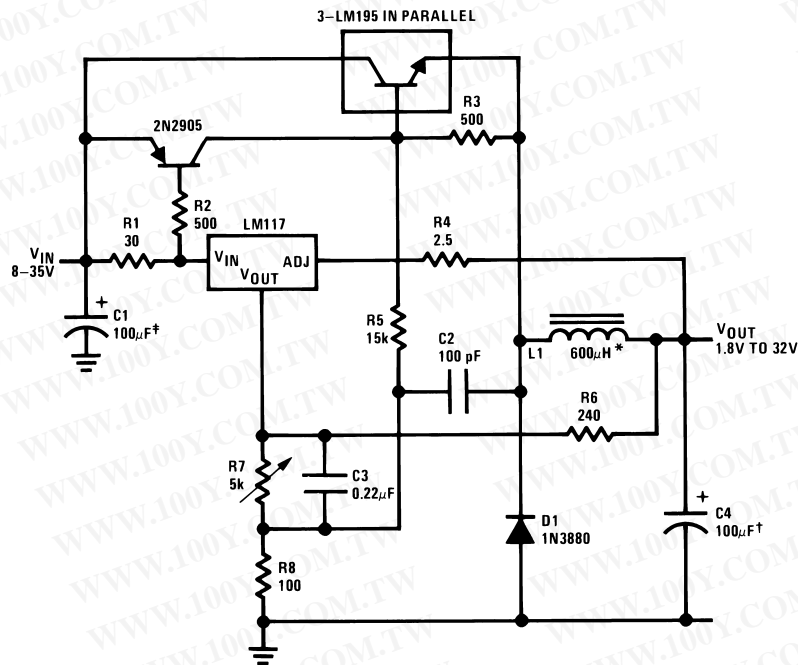 3–LM195 IN PARALLEL
2N2905
R3
500
R2
500
R1
30
LM117
R4
2.5
VIN
8–35V
VIN
ADJ
VOUT
C1
100μF‡
R5
15k
C2
100 pF
L1
600μH *
VOUT
1.8V TO 32V
R6
240
R7
5k
C3
0.22μF
D1
1N3880
C4
100μF†
R8
100
WWW.100Y.COM.TW